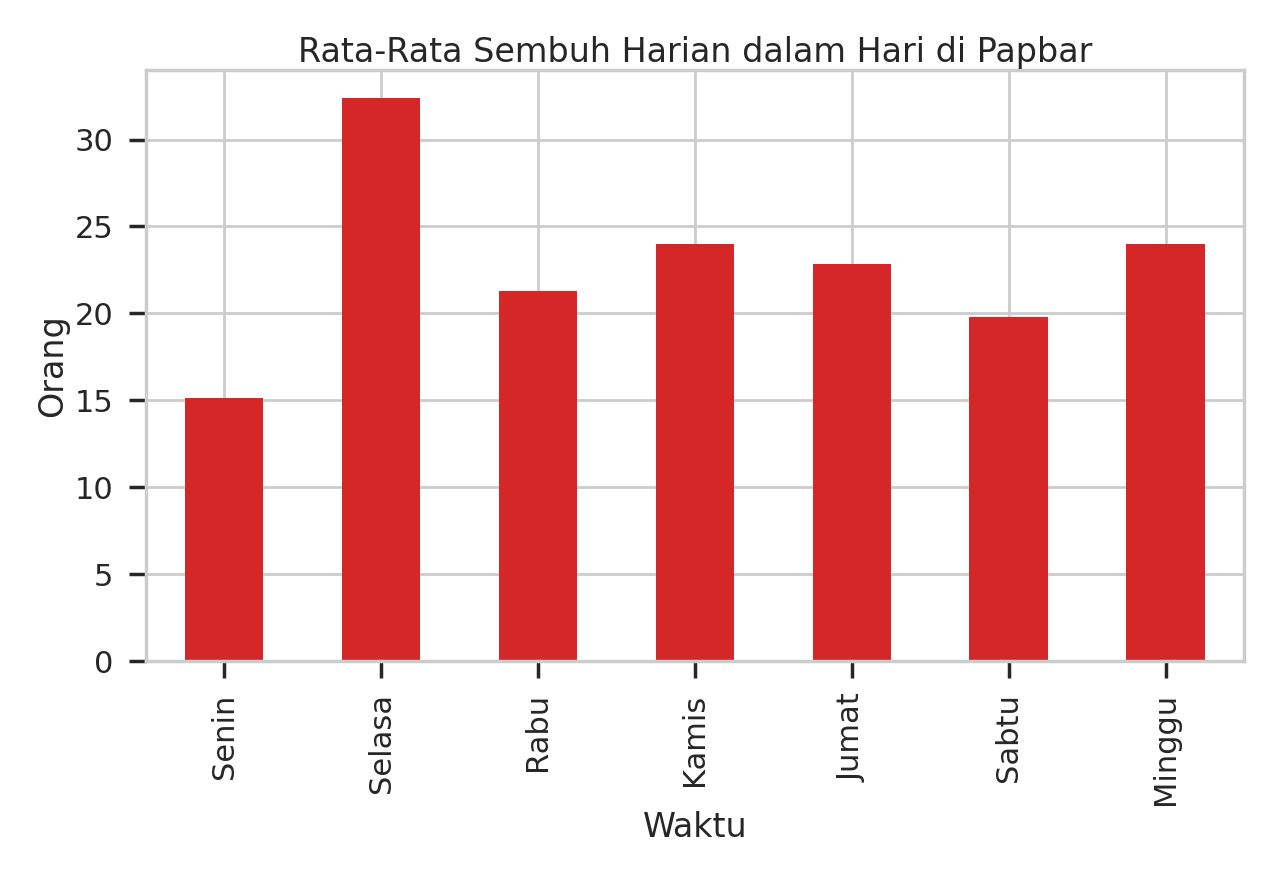 Rata-Rata Sembuh Harian dalam Hari di Papbar
Orang
30
25
20
15
10
5
0
Senin
Selasa
Rabu
Kamis
Jumat
Sabtu
Minggu
Waktu